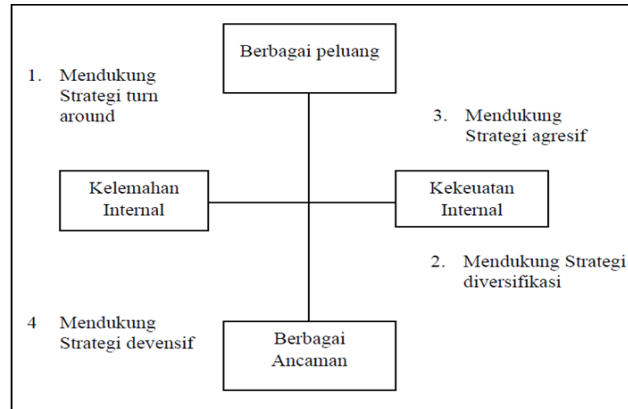 Berbagai peluang
1. Mendukung
Strategi turn
around
3. Mendukung
Strategi agresif
Kelemahan
Internal
Kekeuatan
Internal
2. Mendukung Strategi
diversifikasi
4 Mendukung
Strategi devensif
Berbagai
Ancaman